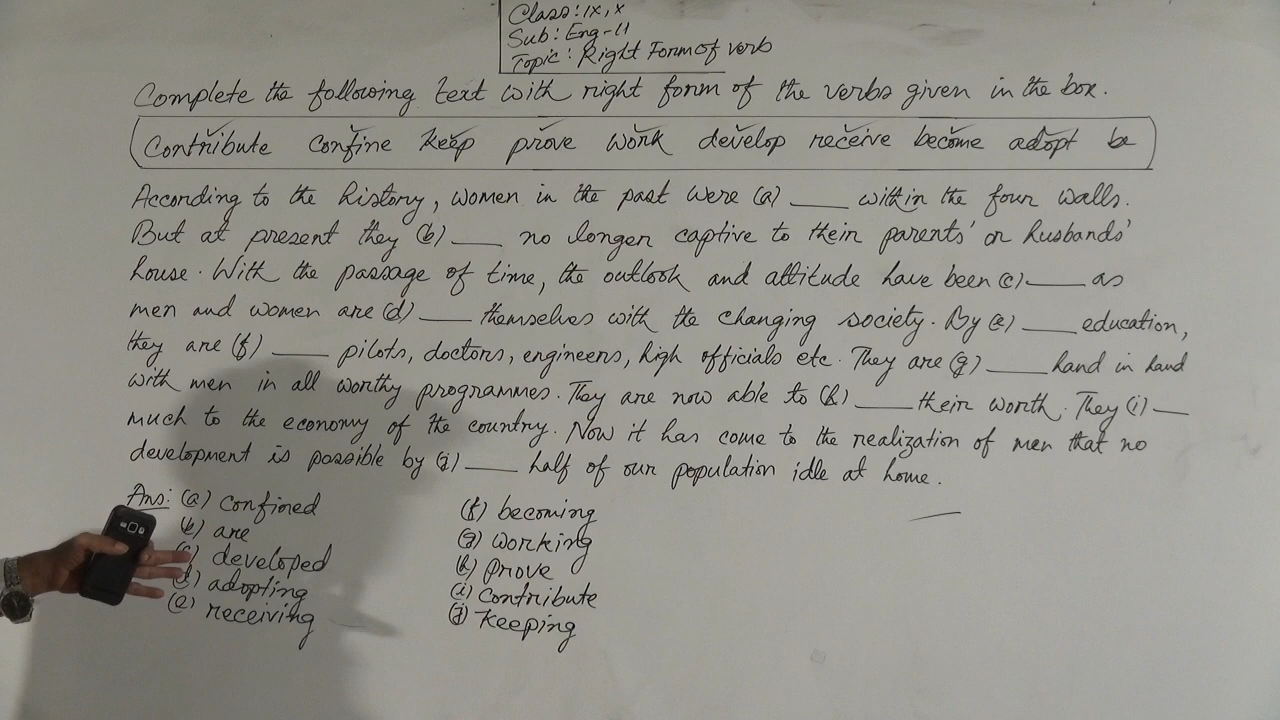 Class: IX, X
Sub: Eng-II
Topic: Right Form of verb
Complete the following text with right form of the verbs given in the box.
Contribute confine keep prove work develop receive become adopt be
According to the history, women in the past were (a) ____ within the four walls.
But at present they (b) ____ no longer captive to their parents' or husbands'
house. With the passage of time, the outlook and attitude have been (c) ____ as
men and women are (d) ____ themselves with the changing society. By (e) ____ education,
they are (f) ____ pilots, doctors, engineers, high officials etc. They are (g) ____ hand in hand
with men in all worthy programmes. They are now able to (h) ____ their worth. They (i) ____
much to the economy of the country. Now it has come to the realization of men that no
development is possible by (j) ____ half of our population idle at home.
Ans: (a) confined
(b) are
(c) developed
(d) adopting
(e) receiving
(f) becoming
(g) working
(h) prove
(i) contribute
(j) keeping